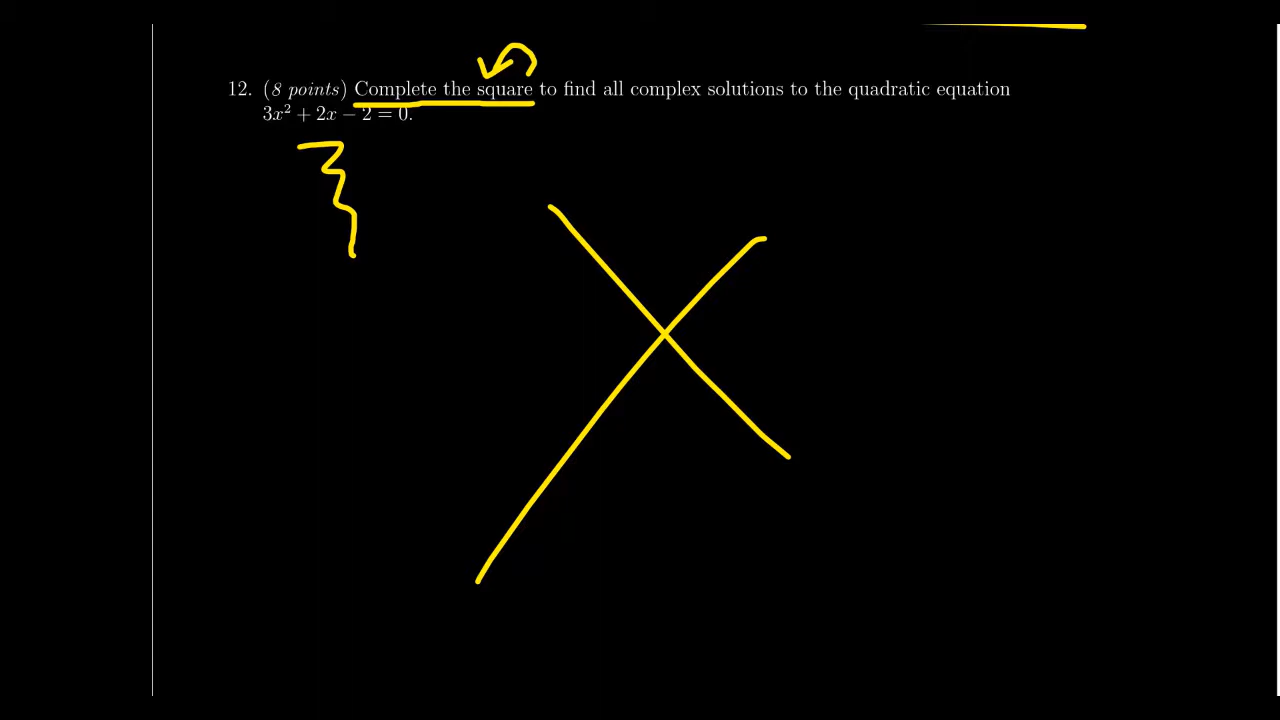 12. (8 points) Complete the square to find all complex solutions to the quadratic equation
3x² + 2x − 2 = 0.